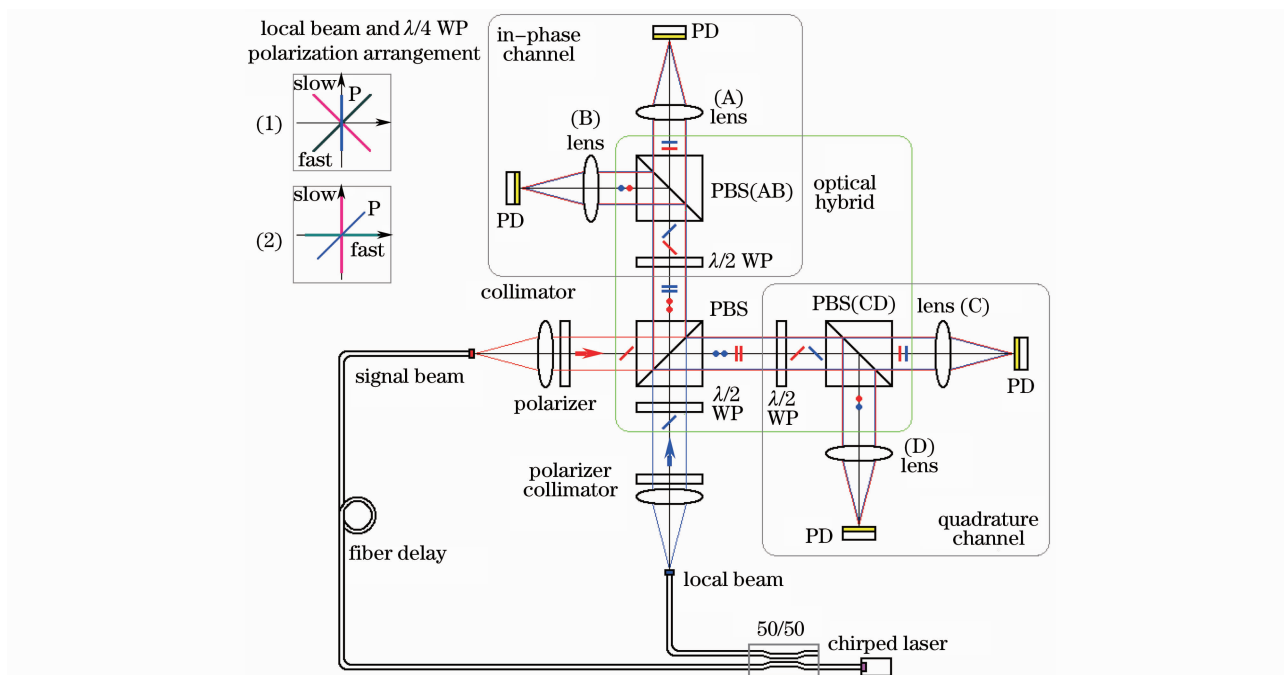 local beam and λ/4 WP
polarization arrangement
slow
P
(1)
fast
slow
P
(2)
fast
in–phase
channel
PD
(A)
lens
(B)
lens
PD
PBS(AB)
optical
hybrid
λ/2 WP
collimator
PBS
PBS(CD)
lens (C)
signal beam
polarizer
λ/2
WP
λ/2
WP
PD
polarizer
collimator
(D)
lens
PD
quadrature
channel
fiber delay
local beam
50/50
chirped laser